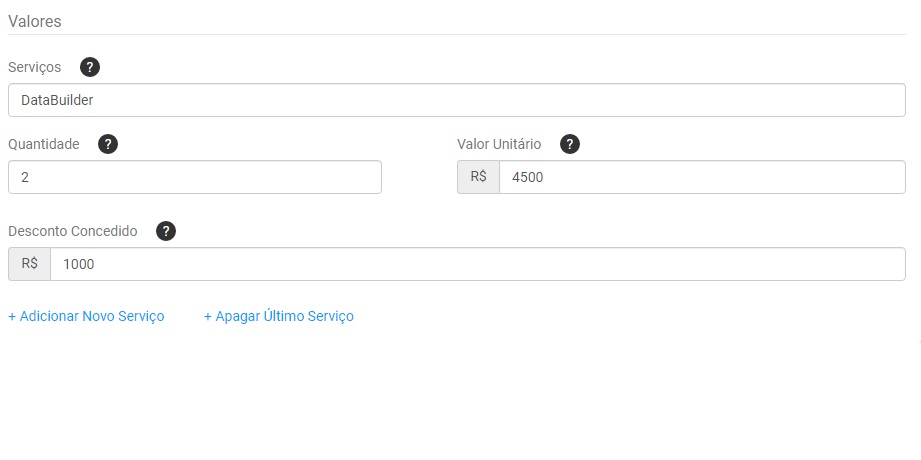 Valores
Serviços ?
DataBuilder
Quantidade ? Valor Unitário ?
2 R$ 4500
Desconto Concedido ?
R$ 1000
+ Adicionar Novo Serviço + Apagar Último Serviço